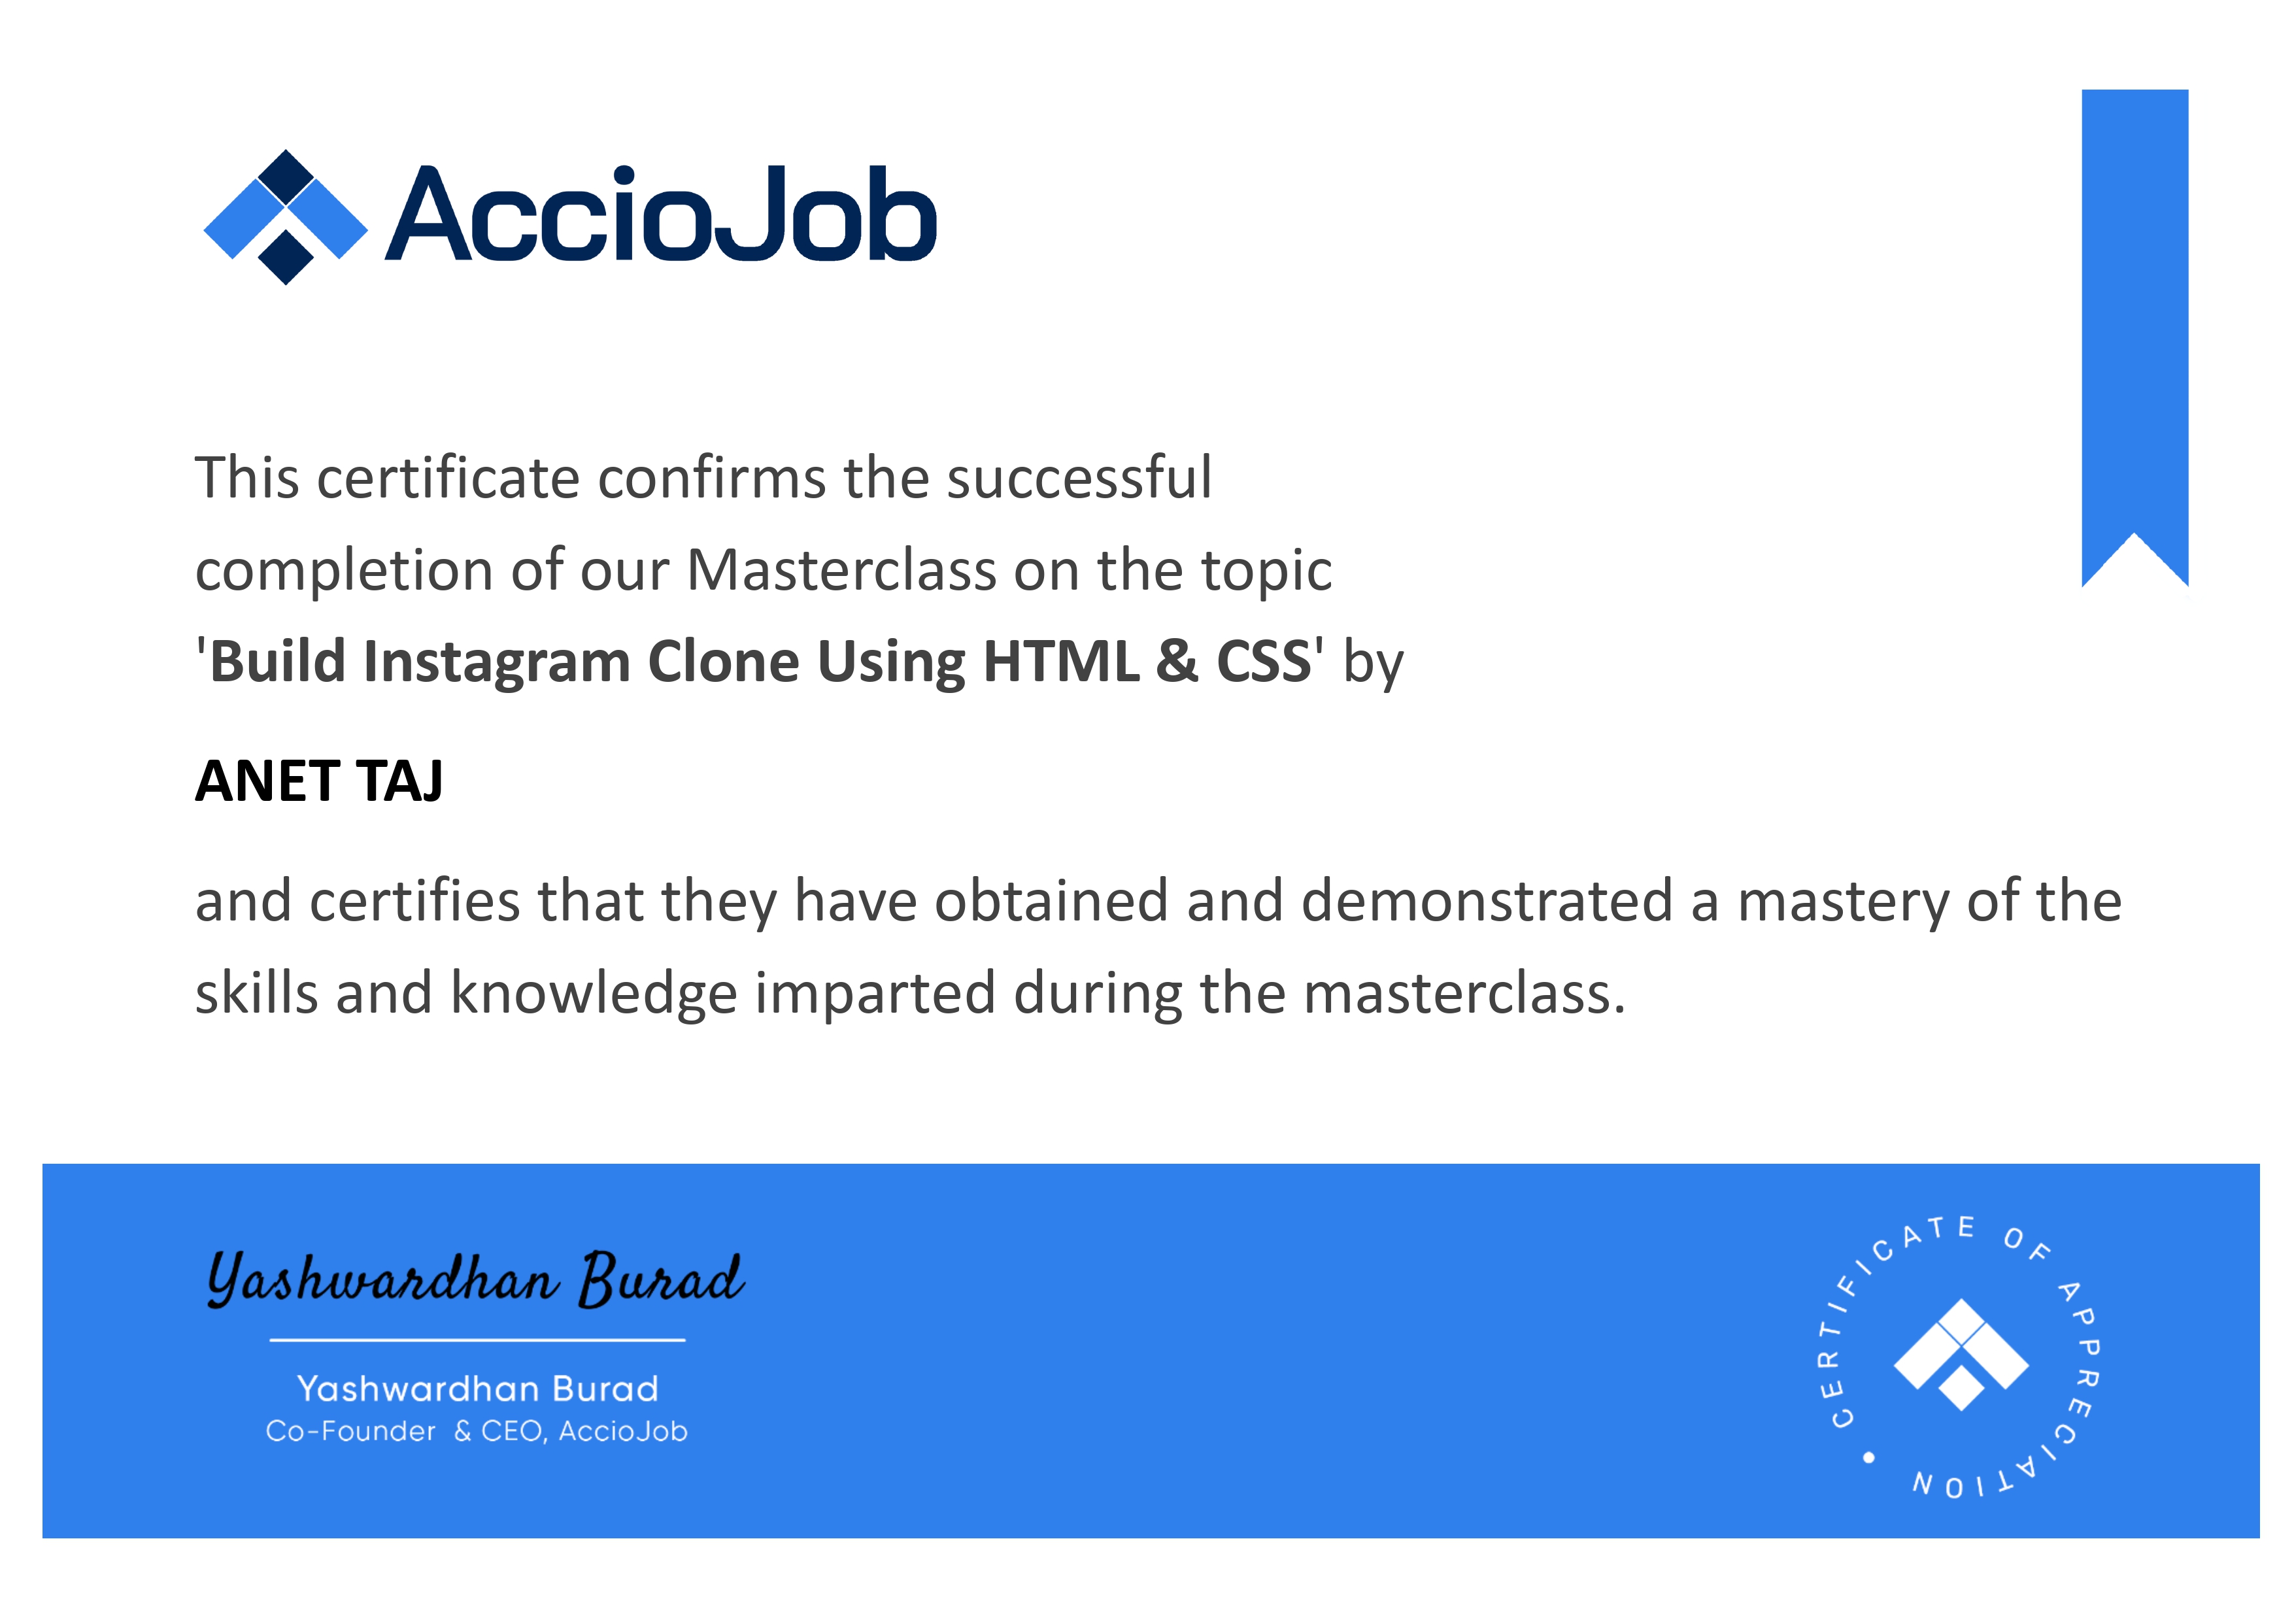 AccioJob
This certificate confirms the successful
completion of our Masterclass on the topic
'Build Instagram Clone Using HTML & CSS' by
ANET TAJ
and certifies that they have obtained and demonstrated a mastery of the
skills and knowledge imparted during the masterclass.
Yashwardhan Burad
Yashwardhan Burad
Co-Founder & CEO, AccioJob
• CERTIFICATE OF APPRECIATION